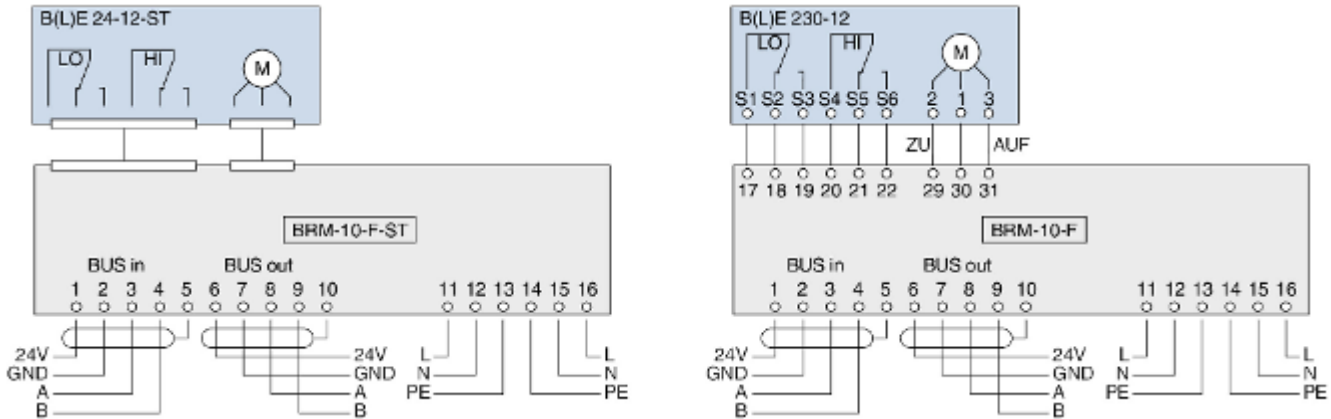 B(L)E 24-12-ST
LO HI M
BRM-10-F-ST
BUS in BUS out
1 2 3 4 5 6 7 8 9 10 11 12 13 14 15 16
24V 24V L L
GND GND N N
A A PE PE
B B
B(L)E 230-12
LO HI M
S1 S2 S3 S4 S5 S6 2 1 3
ZU AUF
17 18 19 20 21 22 29 30 31
BRM-10-F
BUS in BUS out
1 2 3 4 5 6 7 8 9 10 11 12 13 14 15 16
24V 24V L L
GND GND N N
A A PE PE
B B